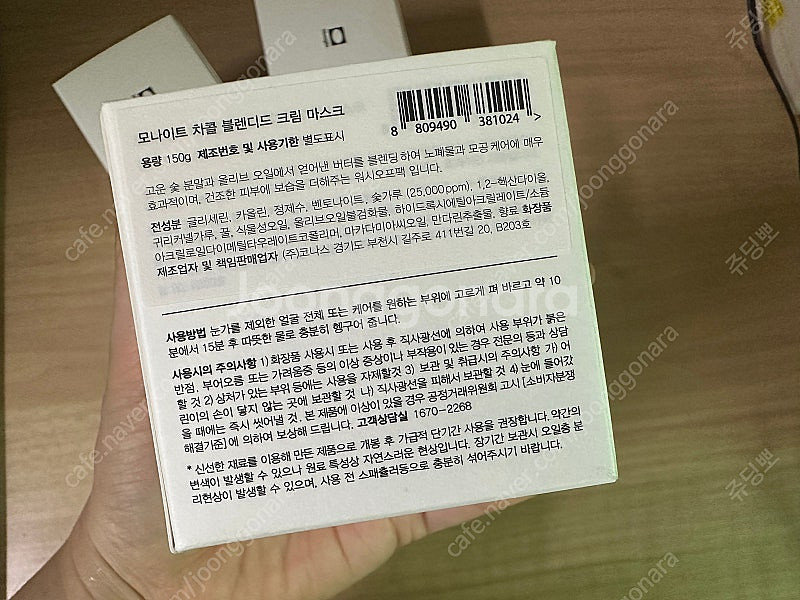 모나이트 차콜 블렌디드 크림 마스크
용량 150g 제조번호 및 사용기한 별도표시
8 809490 381024 >
고운 숯 분말과 올리브 오일에서 얻어낸 버터를 블렌딩하여 노폐물과 모공 케어에 매우
효과적이며, 건조한 피부에 보습을 더해주는 워시오프팩 입니다.
전성분 글리세린, 카올린, 정제수, 벤토나이트, 숯가루 (25,000ppm), 1,2-헥산다이올,
귀리커넬가루, 꿀, 식물성오일, 올리브오일불검화물, 하이드록시에틸아크릴레이트/소듐
아크릴로일다이메틸타우레이트코폴리머, 마카다미아씨오일, 만다린추출물, 향료 화장품
제조업자 및 책임판매업자 (주)코나스 경기도 부천시 길주로 411번길 20, B203호
사용방법 눈가를 제외한 얼굴 전체 또는 케어를 원하는 부위에 고르게 펴 바르고 약 10
분에서 15분 후 따뜻한 물로 충분히 헹구어 줍니다.
사용시의 주의사항 1) 화장품 사용시 또는 사용 후 직사광선에 의하여 사용 부위가 붉은
반점, 부어오름 또는 가려움증 등의 이상 증상이나 부작용이 있는 경우 전문의 등과 상담
할 것 2) 상처가 있는 부위 등에는 사용을 자제할것 3) 보관 및 취급시의 주의사항 가) 어
린이의 손이 닿지 않는 곳에 보관할 것 나) 직사광선을 피해서 보관할 것 4) 눈에 들어갔
을 때에는 즉시 씻어낼 것. 본 제품에 이상이 있을 경우 공정거래위원회 고시 [소비자분쟁
해결기준] 에 의하여 보상해 드립니다. 고객상담실 1670-2268
* 신선한 재료를 이용해 만든 제품으로 개봉 후 가급적 단기간 사용을 권장합니다. 약간의
변색이 발생할 수 있으나 원료 특성상 자연스러운 현상입니다. 장기간 보관시 오일층 분
리현상이 발생할 수 있으며, 사용 전 스패출러등으로 충분히 섞어주시기 바랍니다.
joonggonara
cafe.naver.com/joonggonara
쥬딩뽀